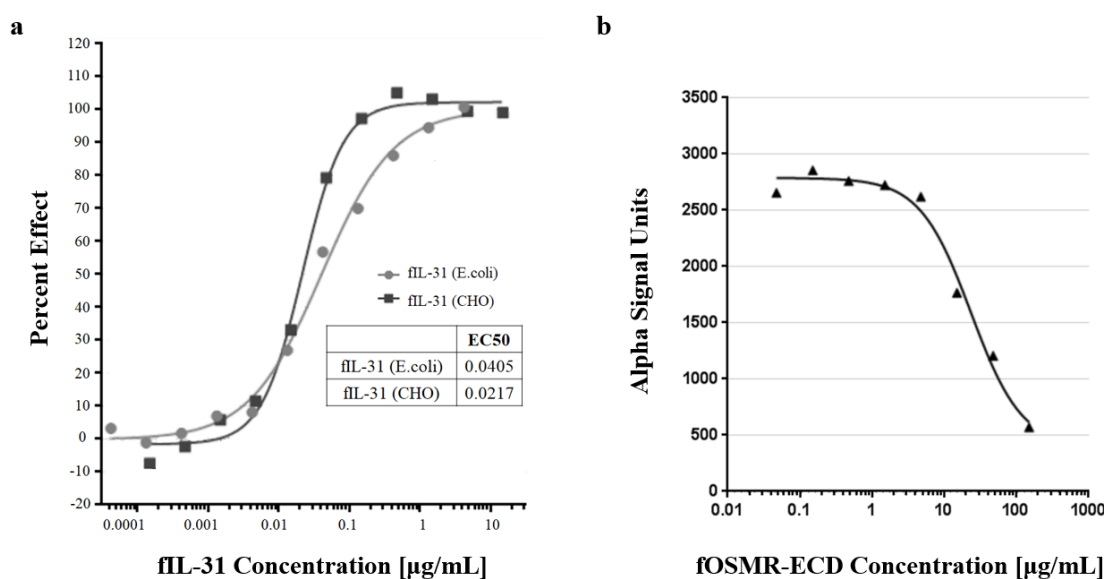 a
120
110
100
90
80
70
60
50
40
30
20
10
0
-10
-20
Percent Effect
fIL-31 (E.coli)
fIL-31 (CHO)
EC50
fIL-31 (E.coli) 0.0405
fIL-31 (CHO) 0.0217
0.0001 0.001 0.01 0.1 1 10
fIL-31 Concentration [µg/mL]
b
3500
3000
2500
2000
1500
1000
500
0
Alpha Signal Units
0.01 0.1 1 10 100 1000
fOSMR-ECD Concentration [µg/mL]